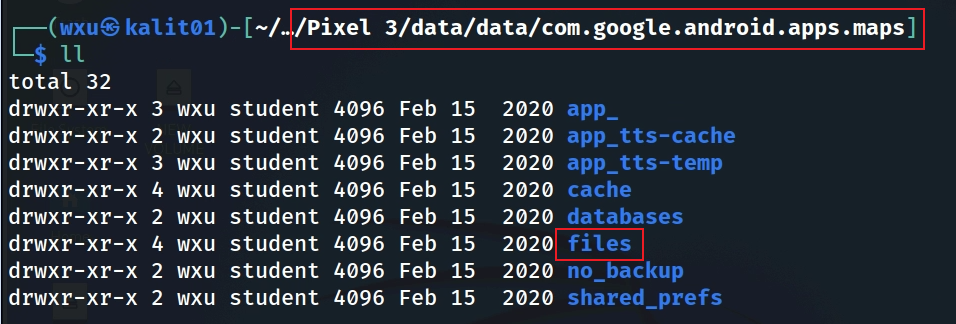 ┌──(wxu㉿kalit01)-[~/…/Pixel 3/data/data/com.google.android.apps.maps]
└─$ ll
total 32
drwxr-xr-x 3 wxu student 4096 Feb 15  2020 app_
drwxr-xr-x 2 wxu student 4096 Feb 15  2020 app_tts-cache
drwxr-xr-x 3 wxu student 4096 Feb 15  2020 app_tts-temp
drwxr-xr-x 4 wxu student 4096 Feb 15  2020 cache
drwxr-xr-x 2 wxu student 4096 Feb 15  2020 databases
drwxr-xr-x 4 wxu student 4096 Feb 15  2020 files
drwxr-xr-x 2 wxu student 4096 Feb 15  2020 no_backup
drwxr-xr-x 2 wxu student 4096 Feb 15  2020 shared_prefs